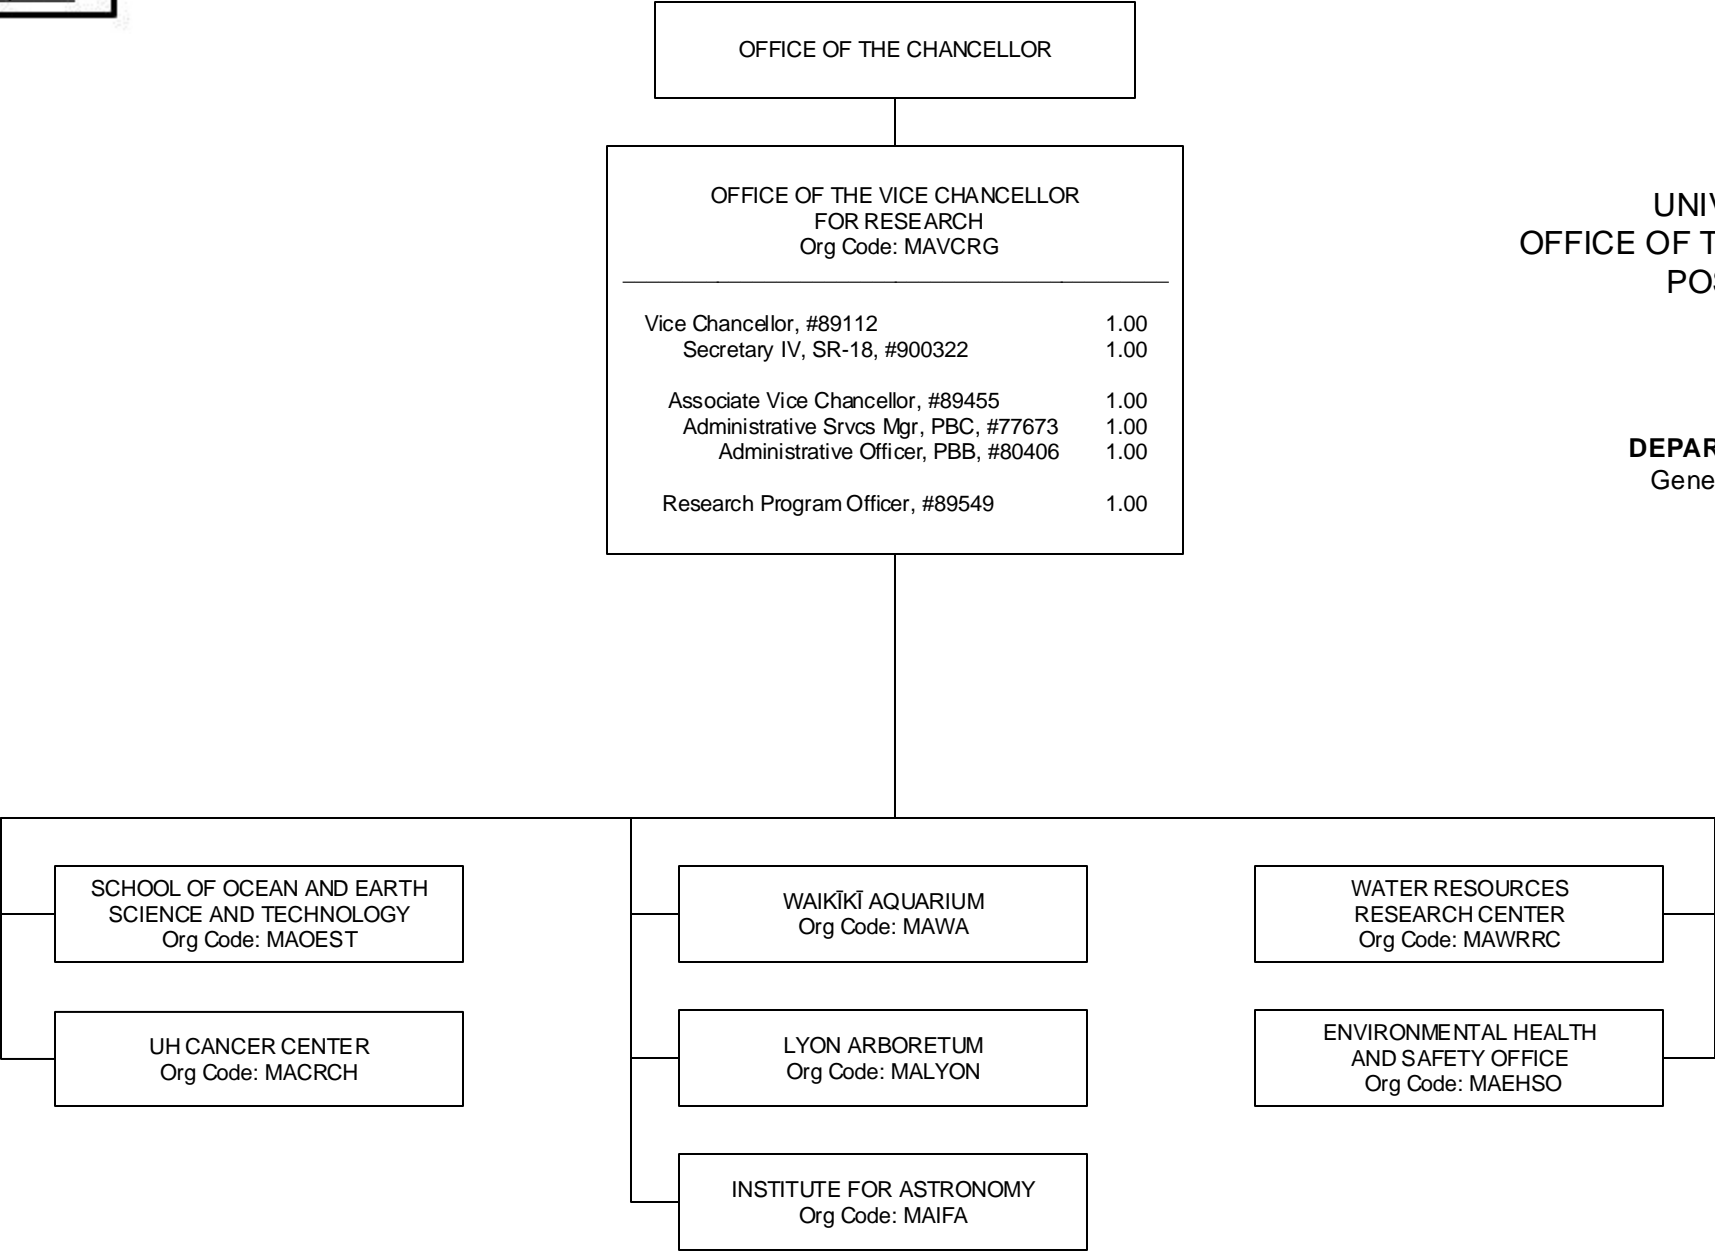 OFFICE OF THE CHANCELLOR
OFFICE OF THE VICE CHANCELLOR
FOR RESEARCH
Org Code: MAVCRG
Vice Chancellor, #89112 1.00
Secretary IV, SR-18, #900322 1.00
Associate Vice Chancellor, #89455 1.00
Administrative Srvcs Mgr, PBC, #77673 1.00
Administrative Officer, PBB, #80406 1.00
Research Program Officer, #89549 1.00
OFFICE OF
SCHOOL OF OCEAN AND EARTH
SCIENCE AND TECHNOLOGY
Org Code: MAOEST
UH CANCER CENTER
Org Code: MACRCH
WAIKĪKĪ AQUARIUM
Org Code: MAWA
LYON ARBORETUM
Org Code: MALYON
INSTITUTE FOR ASTRONOMY
Org Code: MAIFA
WATER RESOURCES
RESEARCH CENTER
Org Code: MAWRRC
ENVIRONMENTAL HEALTH
AND SAFETY OFFICE
Org Code: MAEHSO